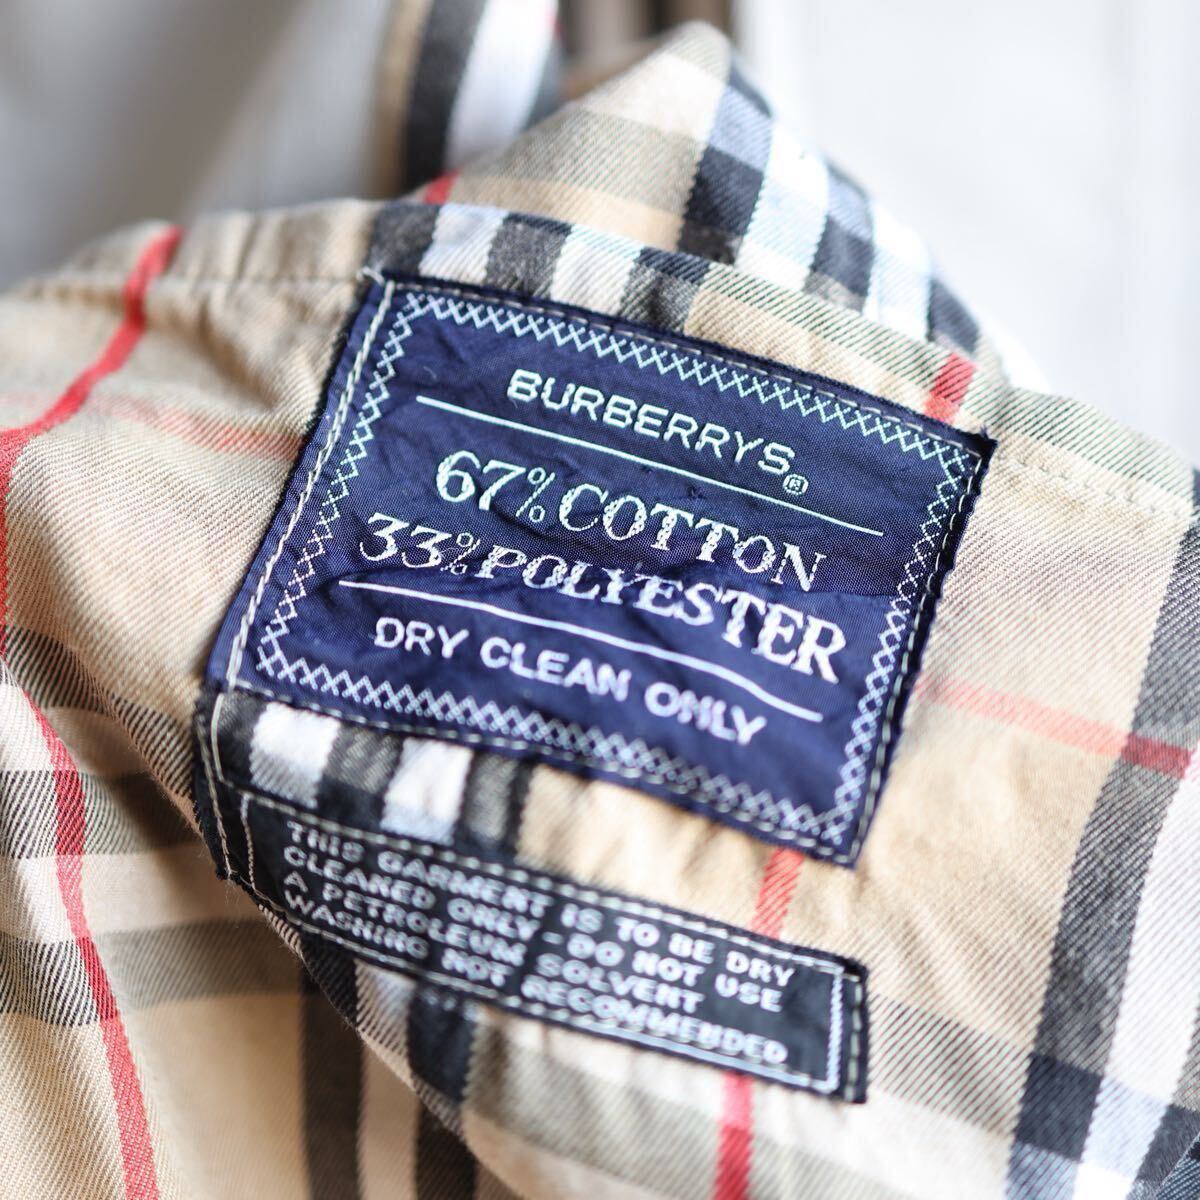 BURBERRYS®
67% COTTON
33% POLYESTER
DRY CLEAN ONLY
THIS GARMENT IS TO BE DRY
CLEANED ONLY - DO NOT USE
A PETROLEUM SOLVENT
WASHING NOT RECOMMENDED